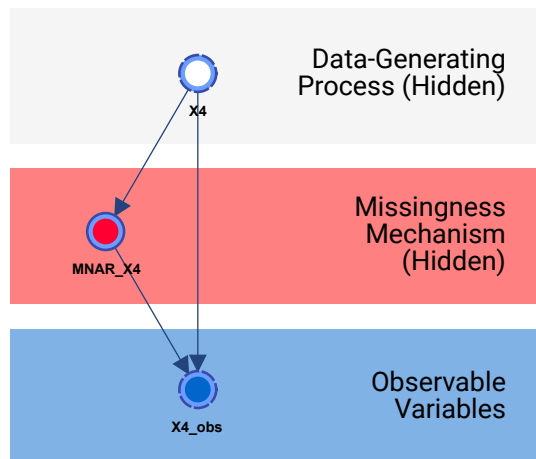 Data-Generating
Process (Hidden)
X4
Missingness
Mechanism
(Hidden)
MNAR_X4
Observable
Variables
X4_obs